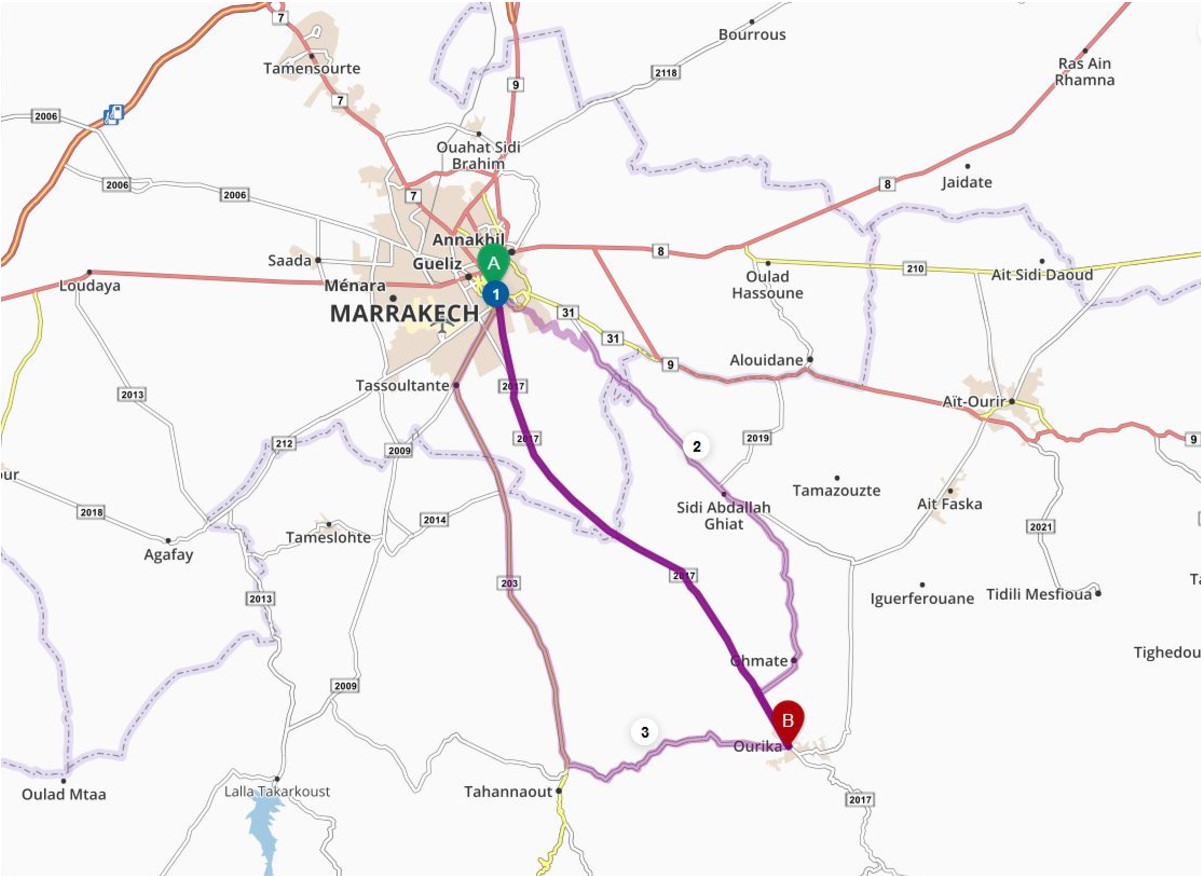 7
Bourrous
Tamensourte
Ras Ain
Rhamna
2118
9
7
2006
Ouahat Sidi
Brahim
2006
2006
7
8
Jaidate
Annakhil
8
A
Saada
Gueliz
210
Ait Sidi Daoud
Loudaya
Ménara
1
Oulad
Hassoune
MARRAKECH
31
31
9
Alouidane
Tassoultante
2017
2013
Aït-Ourir
212
2009
2017
2
2019
9
our
Tamazouzte
2018
2014
Sidi Abdallah
Ghiat
Ait Faska
Tameslohte
2021
Agafay
203
2017
2013
Iguerferouane
Tidili Mesfioua
Ta
Ghmate
Tighedou
2009
B
3
Ourika
Oulad Mtaa
Lalla Takarkoust
Tahannaout
2017